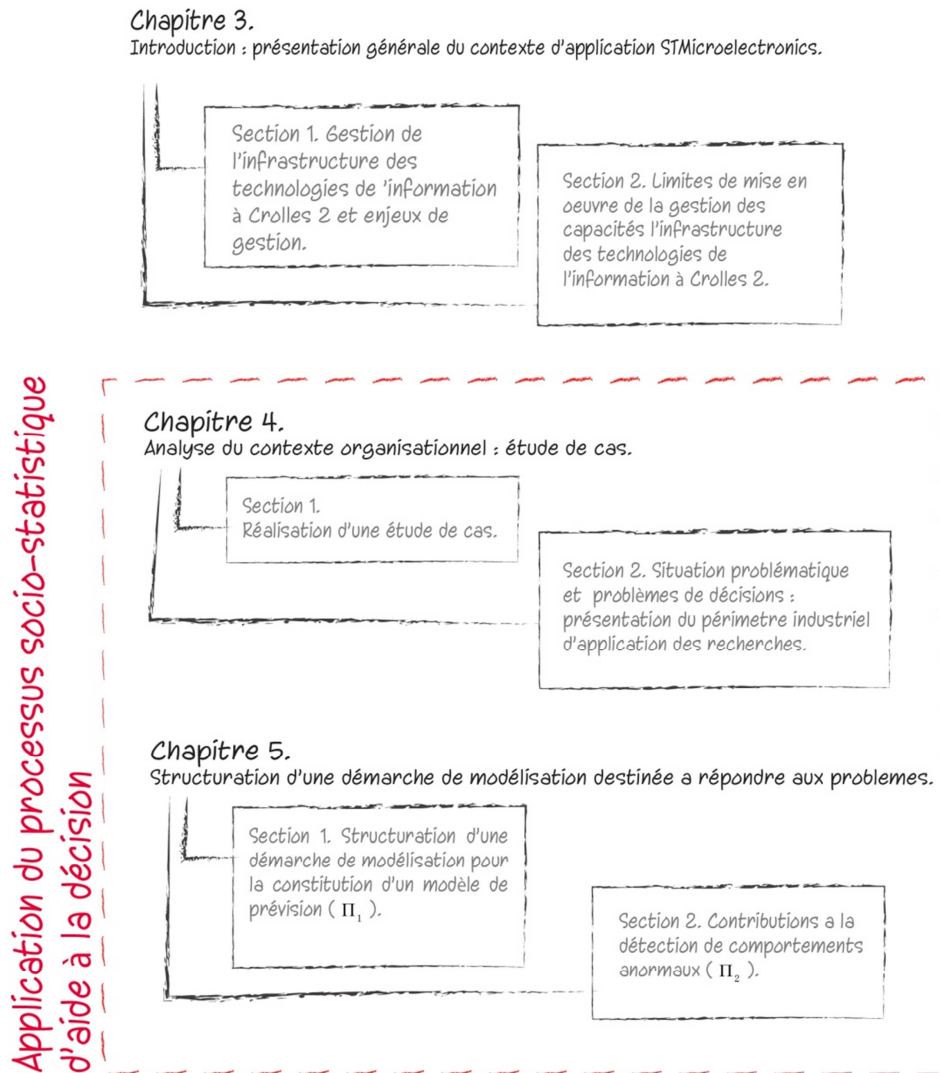 Chapitre 3.
Introduction : présentation générale du contexte d'application STMicroelectronics.
Section 1. Gestion de
l'infrastructure des
technologies de 'information
à Crolles 2 et enjeux de
gestion.
Section 2. Limites de mise en
oeuvre de la gestion des
capacités l'infrastructure
des technologies de
l'information à Crolles 2.
Application du processus socio-statistique
d'aide à la décision
Chapitre 4.
Analyse du contexte organisationnel : étude de cas.
Section 1.
Réalisation d'une étude de cas.
Section 2. Situation problématique
et problèmes de décisions :
présentation du périmetre industriel
d'application des recherches.
Chapitre 5.
Structuration d'une démarche de modélisation destinée a répondre aux problemes.
Section 1. Structuration d'une
démarche de modélisation pour
la constitution d'un modèle de
prévision ( Π₁ ).
Section 2. Contributions a la
détection de comportements
anormaux ( Π₂ ).